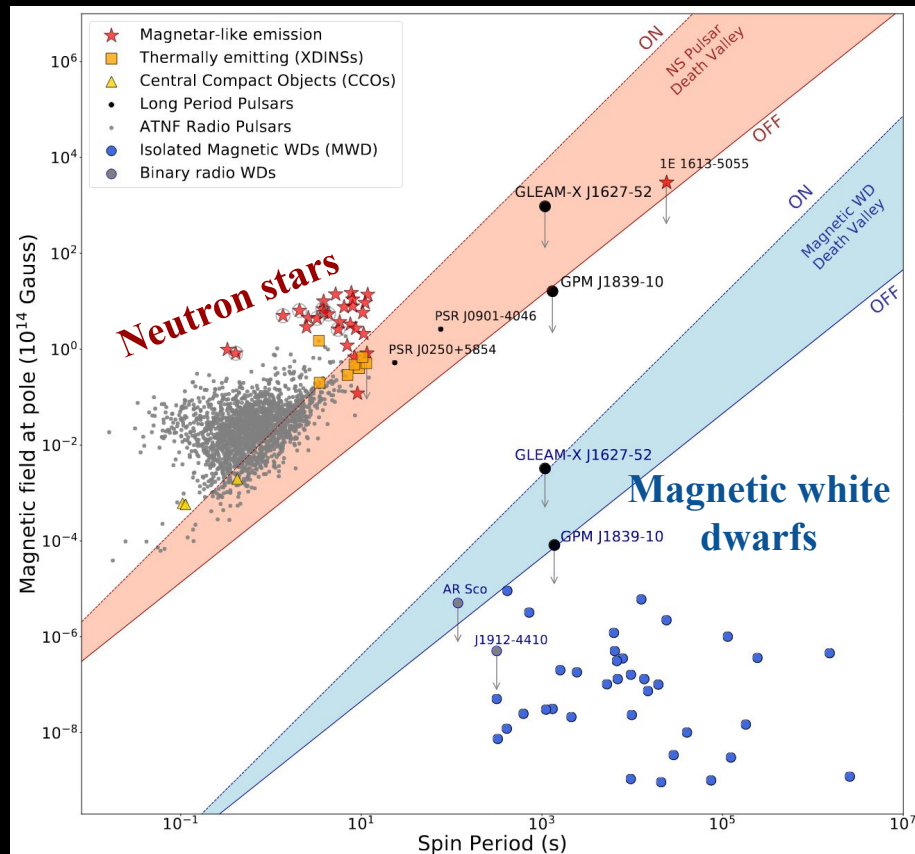 Magnetar-like emission
Thermally emitting (XDINSs)
Central Compact Objects (CCOs)
Long Period Pulsars
ATNF Radio Pulsars
Isolated Magnetic WDs (MWD)
Binary radio WDs
ON
NS Pulsar
Death Valley
OFF
1E 1613-5055
GLEAM-X J1627-52
ON
Magnetic WD
Death Valley
OFF
GPM J1839-10
Neutron stars
PSR J0901-4046
PSR J0250+5854
GLEAM-X J1627-52
Magnetic white
dwarfs
GPM J1839-10
AR Sco
J1912-4410
Magnetic field at pole (10¹⁴ Gauss)
10⁶
10⁴
10²
10⁰
10⁻²
10⁻⁴
10⁻⁶
10⁻⁸
10⁻¹ 10¹ 10³ 10⁵ 10⁷
Spin Period (s)